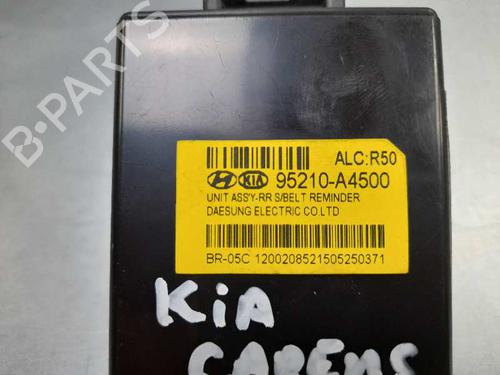 ALC:R50
KIA 95210-A4500
UNIT ASS'Y-RR S/BELT REMINDER
DAESUNG ELECTRIC CO.LTD
BR-05C 1200208521505250371
KiA
CARENS
B-PARTS